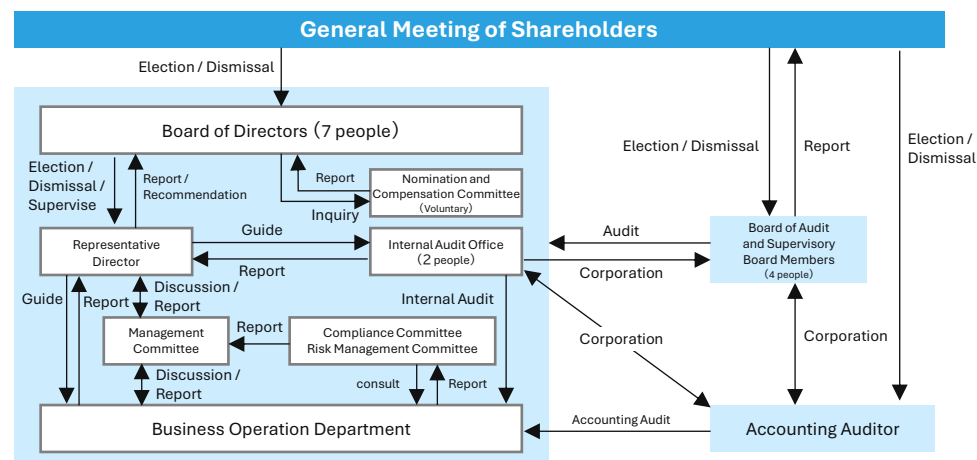 General Meeting of Shareholders
Election / Dismissal
Board of Directors (7 people)
Election /
Dismissal /
Supervise
Report /
Recommendation
Report
Inquiry
Nomination and
Compensation Committee
(Voluntary)
Election / Dismissal
Report
Election /
Dismissal
Representative
Director
Guide
Report
Internal Audit Office
(2 people)
Audit
Corporation
Board of Audit
and Supervisory
Board Members
(4 people)
Guide
Report
Discussion /
Report
Internal Audit
Management
Committee
Report
Compliance Committee
Risk Management Committee
Corporation
Corporation
Discussion /
Report
consult
Report
Business Operation Department
Accounting Audit
Accounting Auditor